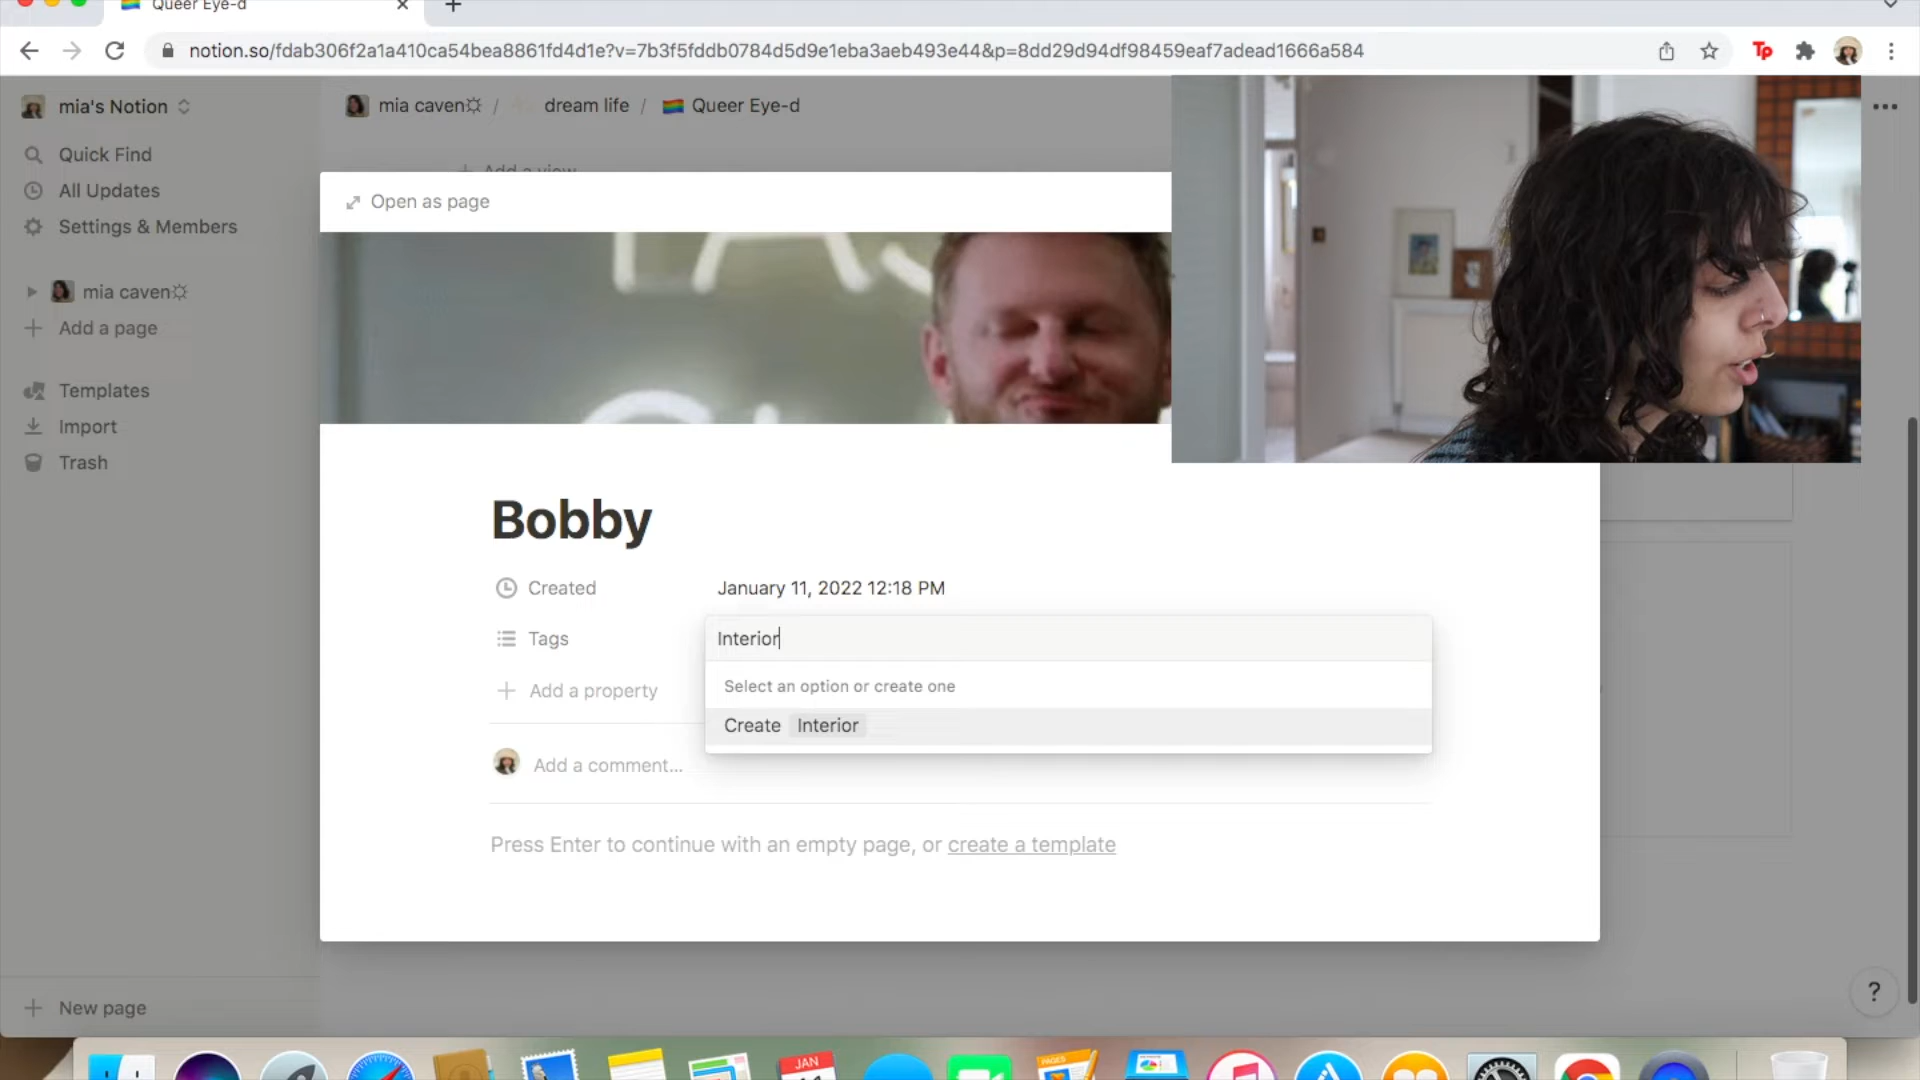 Queer Eye-d
notion.so/fdab306f2a1a410ca54bea8861fd4d1e?v=7b3f5fddb0784d5d9e1eba3aeb493e44&p=8dd29d94df98459eaf7adead1666a584
mia's Notion
mia caven☼ / dream life / Queer Eye-d
Quick Find
All Updates
Settings & Members
mia caven☼
Add a page
Templates
Import
Trash
New page
Add a view
Open as page
Bobby
Created January 11, 2022 12:18 PM
Tags Interior
Select an option or create one
Create Interior
Add a property
Add a comment...
Press Enter to continue with an empty page, or create a template
?
JAN
PAGES